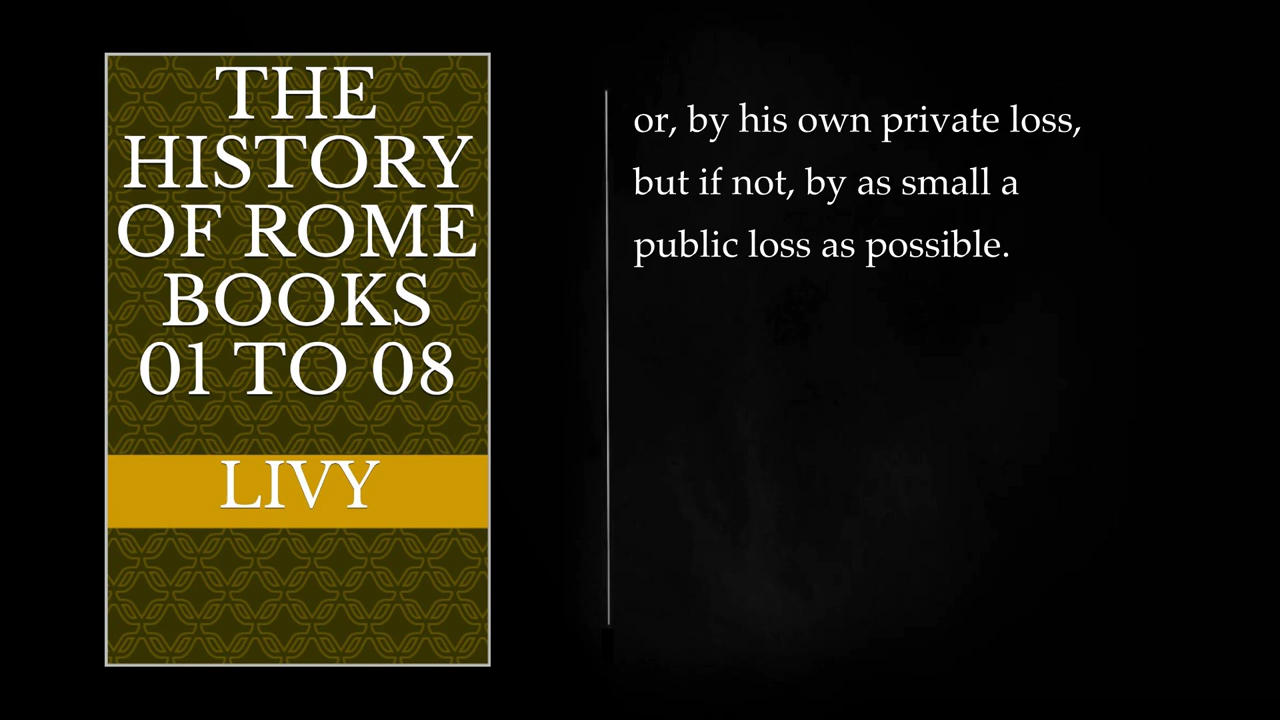 THE
HISTORY
OF ROME
BOOKS
01 TO 08
LIVY
or, by his own private loss,
but if not, by as small a
public loss as possible.